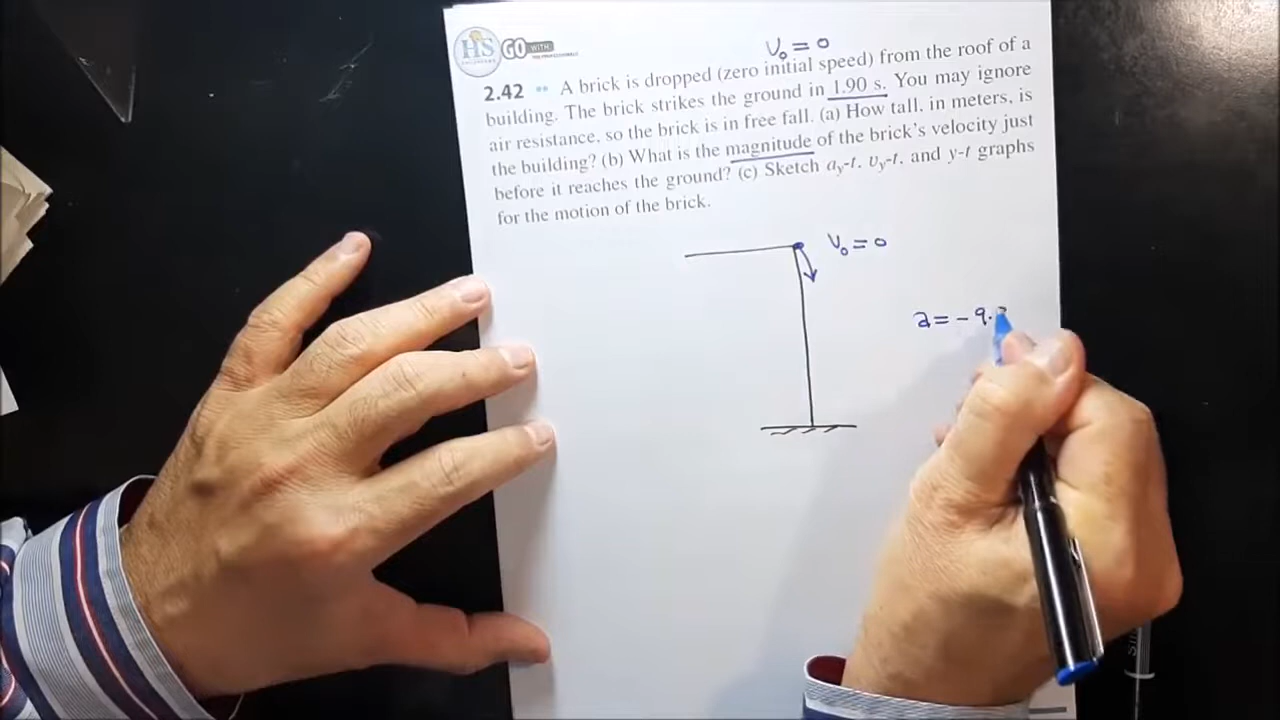 HS GO WITH
V₀ = 0
2.42 •• A brick is dropped (zero initial speed) from the roof of a
building. The brick strikes the ground in 1.90 s. You may ignore
air resistance, so the brick is in free fall. (a) How tall, in meters, is
the building? (b) What is the magnitude of the brick's velocity just
before it reaches the ground? (c) Sketch aᵧ-t, vᵧ-t, and y-t graphs
for the motion of the brick.
V₀ = 0
a = - 9.